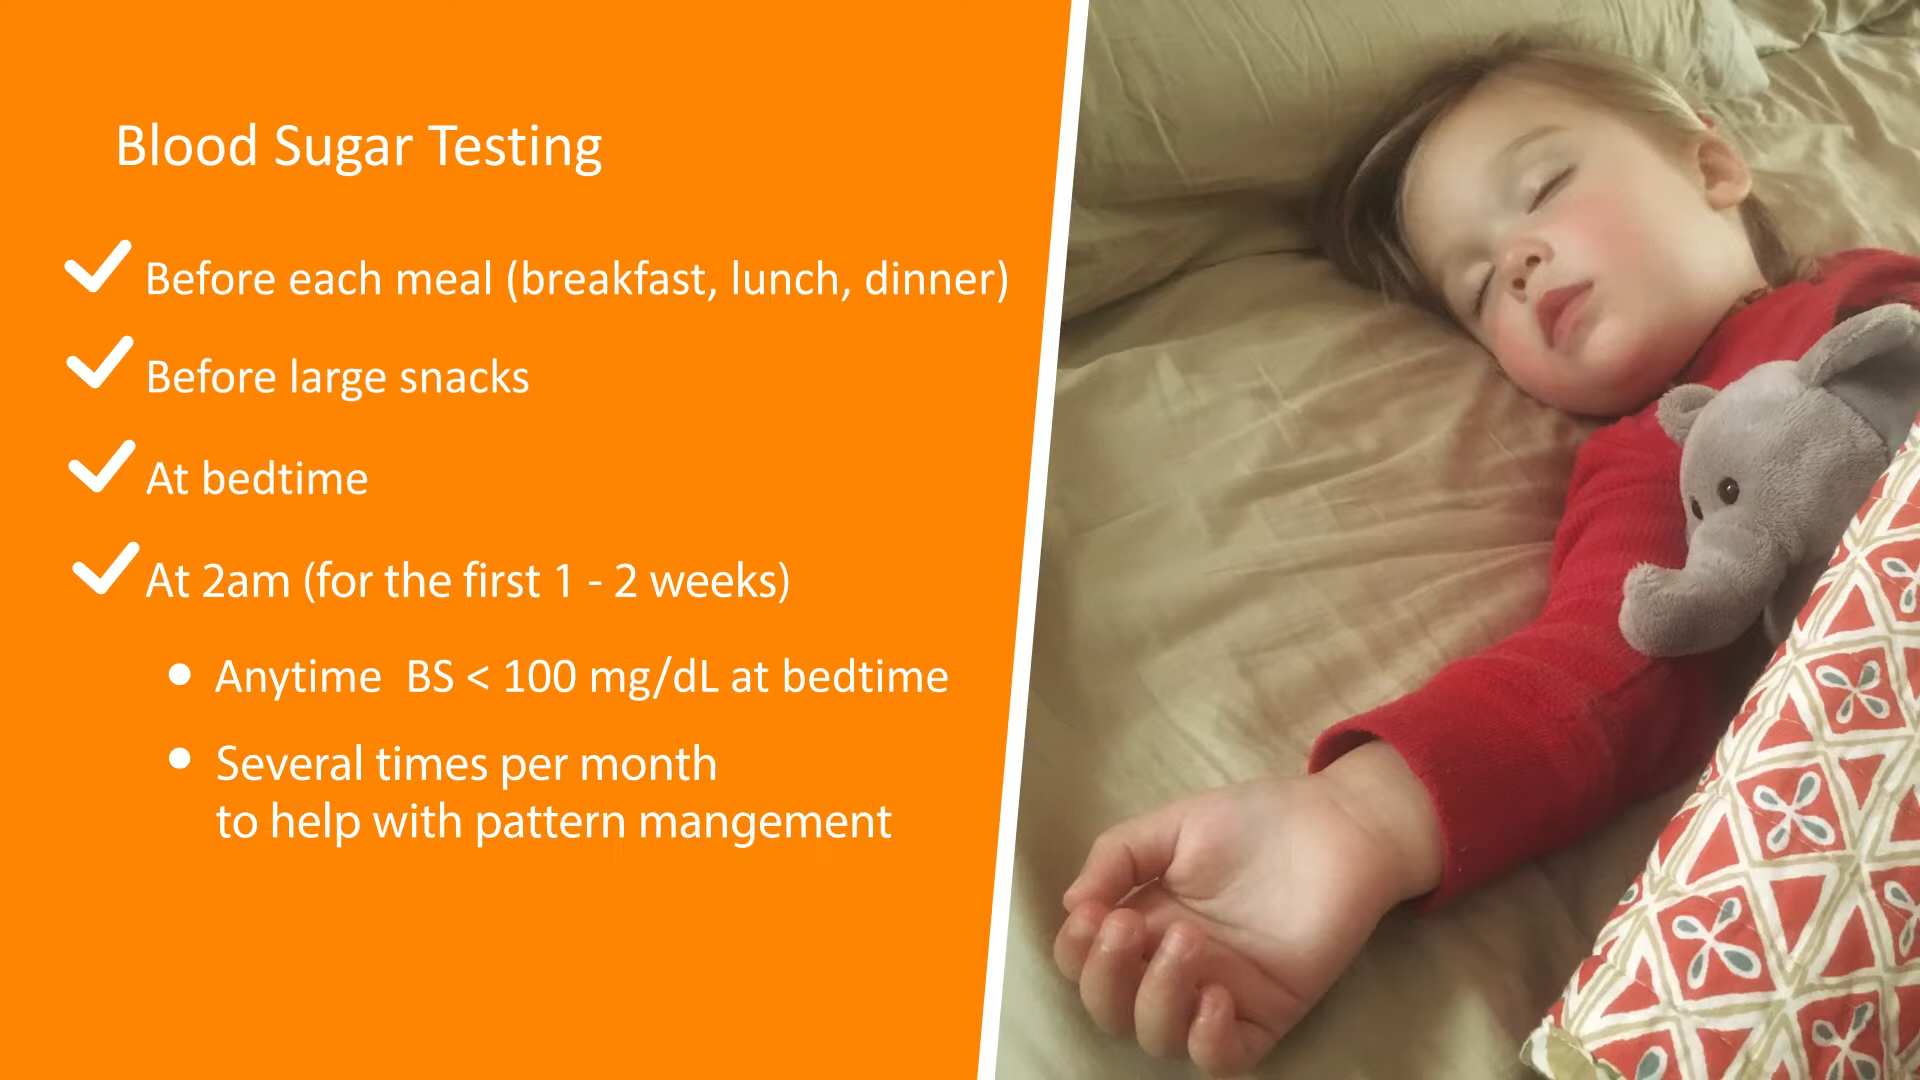 Blood Sugar Testing
Before each meal (breakfast, lunch, dinner)
Before large snacks
At bedtime
At 2am (for the first 1 - 2 weeks)
Anytime  BS < 100 mg/dL at bedtime
Several times per month
to help with pattern mangement